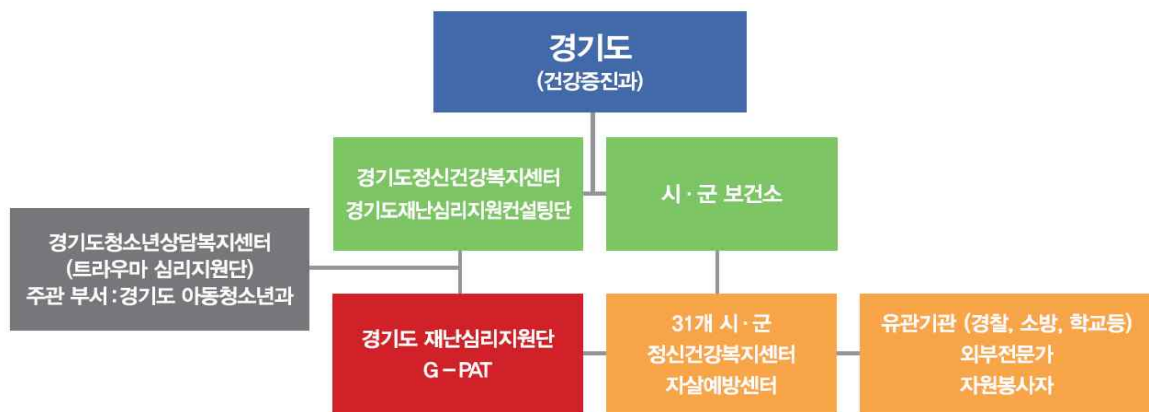 경기도
(건강증진과)
경기도정신건강복지센터
경기도재난심리지원컨설팅단
시·군 보건소
경기도청소년상담복지센터
(트라우마 심리지원단)
주관 부서:경기도 아동청소년과
경기도 재난심리지원단
G-PAT
31개 시·군
정신건강복지센터
자살예방센터
유관기관 (경찰, 소방, 학교등)
외부전문가
자원봉사자